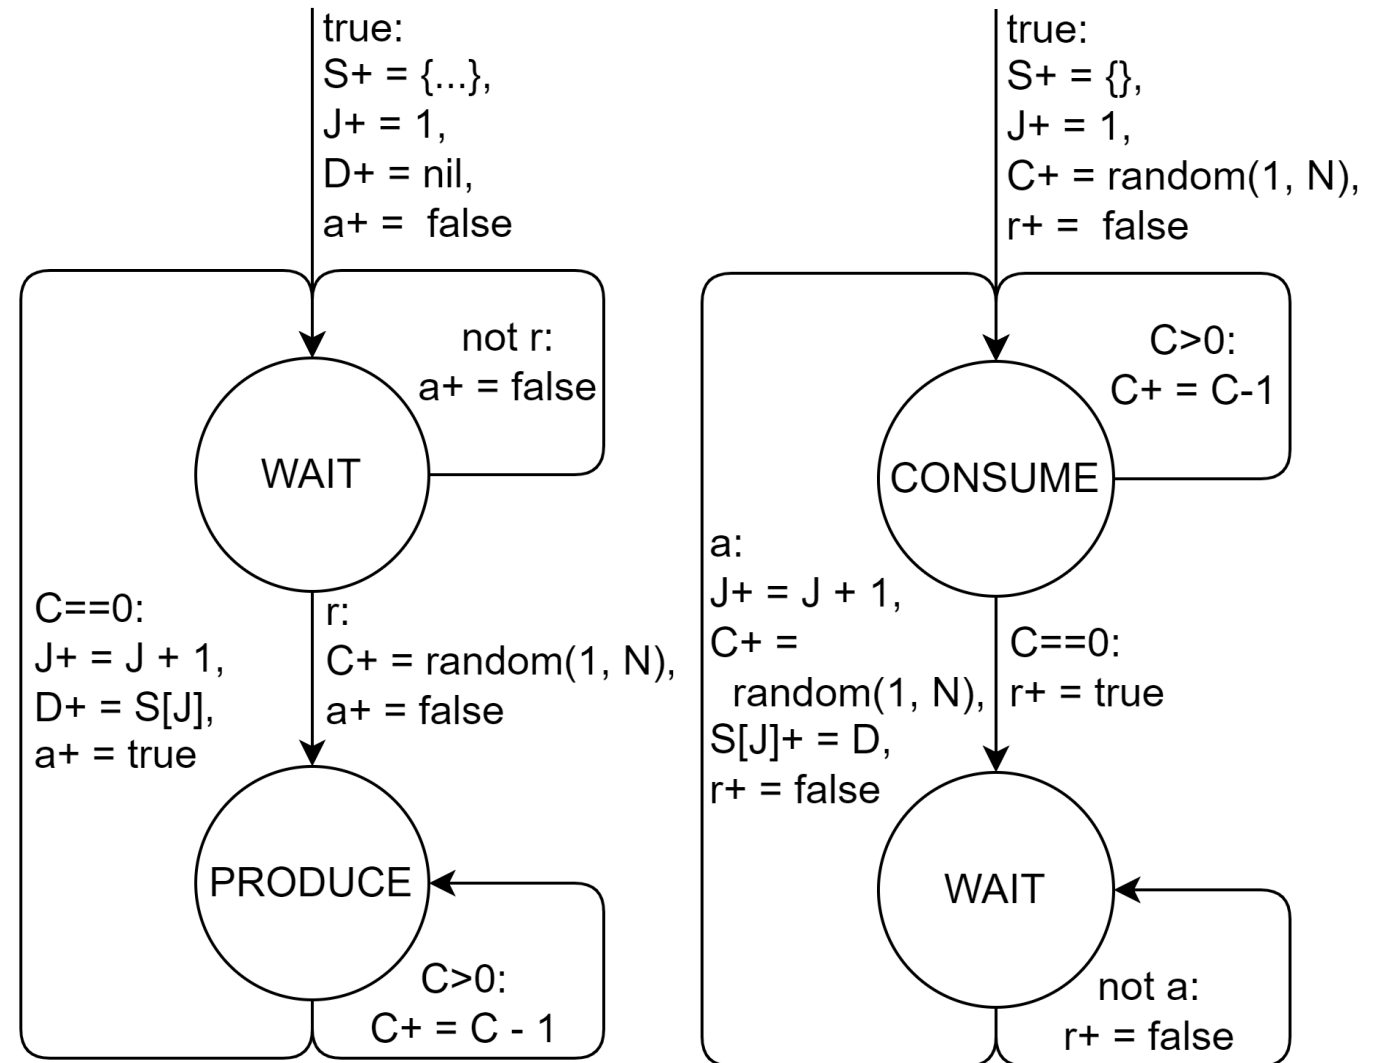 true:
S+ = {...},
J+ = 1,
D+ = nil,
a+ =  false
not r:
a+ = false
WAIT
C==0:
J+ = J + 1,
D+ = S[J],
a+ = true
r:
C+ = random(1, N),
a+ = false
PRODUCE
C>0:
C+ = C - 1
true:
S+ = {},
J+ = 1,
C+ = random(1, N),
r+ =  false
C>0:
C+ = C-1
CONSUME
a:
J+ = J + 1,
C+ =
random(1, N),
S[J]+ = D,
r+ = false
C==0:
r+ = true
WAIT
not a:
r+ = false